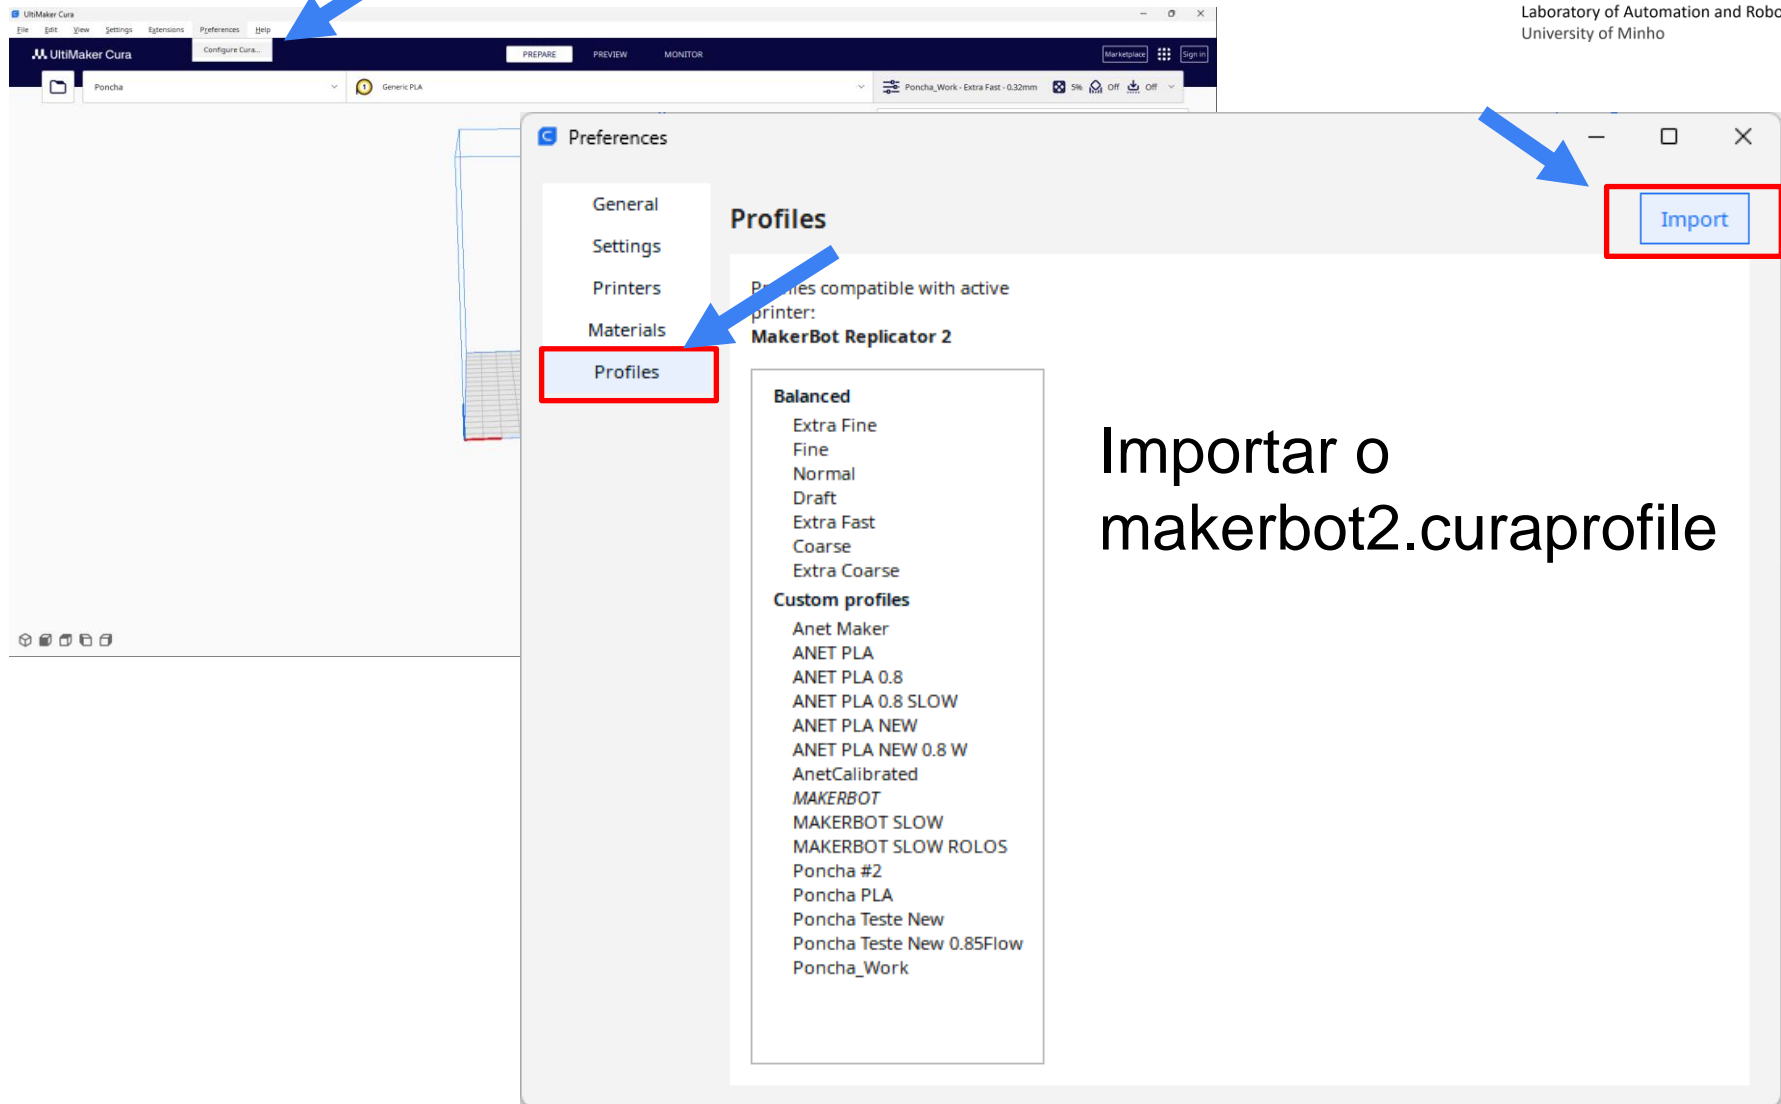 UltiMaker Cura
File Edit View Settings Extensions Preferences Help
Configure Cura...
Laboratory of Automation and Robo
University of Minho
UltiMaker Cura
PREPARE PREVIEW MONITOR
Marketplace Sign in
Poncha
1 Generic PLA
Poncha_Work - Extra Fast - 0.32mm 5% Off Off
Preferences
General
Settings
Printers
Materials
Profiles
Profiles
Import
Profiles compatible with active
printer:
MakerBot Replicator 2
Balanced
Extra Fine
Fine
Normal
Draft
Extra Fast
Coarse
Extra Coarse
Custom profiles
Anet Maker
ANET PLA
ANET PLA 0.8
ANET PLA 0.8 SLOW
ANET PLA NEW
ANET PLA NEW 0.8 W
AnetCalibrated
MAKERBOT
MAKERBOT SLOW
MAKERBOT SLOW ROLOS
Poncha #2
Poncha PLA
Poncha Teste New
Poncha Teste New 0.85Flow
Poncha_Work
Importar o
makerbot2.curaprofile